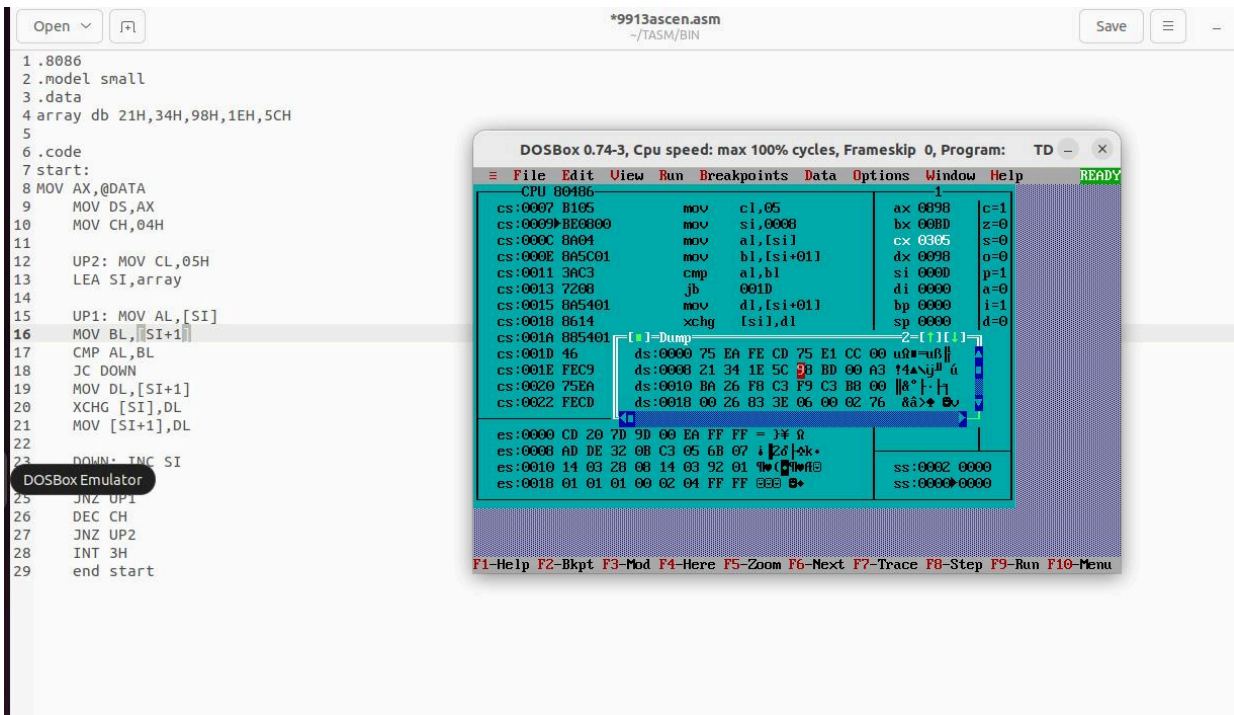 Open
*9913ascen.asm
~/TASM/BIN
Save
1 .8086
2 .model small
3 .data
4 array db 21H,34H,98H,1EH,5CH
5
6 .code
7 start:
8 MOV AX,@DATA
9 MOV DS,AX
10 MOV CH,04H
11
12 UP2: MOV CL,05H
13 LEA SI,array
14
15 UP1: MOV AL,[SI]
16 MOV BL,[SI+1]
17 CMP AL,BL
18 JC DOWN
19 MOV DL,[SI+1]
20 XCHG [SI],DL
21 MOV [SI+1],DL
22
23 DOWN: INC SI
DOSBox Emulator
25 JNZ UP1
26 DEC CH
27 JNZ UP2
28 INT 3H
29 end start
DOSBox 0.74-3, Cpu speed: max 100% cycles, Frameskip 0, Program: TD
≡ File Edit View Run Breakpoints Data Options Window Help READY
CPU 80486 1
cs:0007 B105 mov cl,05 ax 0898 c=1
cs:0009 BE0800 mov si,0008 bx 00BD z=0
cs:000C 8A04 mov al,[si] cx 0305 s=0
cs:000E 8A5C01 mov bl,[si+01] dx 0098 o=0
cs:0011 3AC3 cmp al,bl si 000D p=1
cs:0013 7208 jb 001D di 0000 a=0
cs:0015 8A5401 mov dl,[si+01] bp 0000 i=1
cs:0018 8614 xchg [si],dl sp 0000 d=0
cs:001A 885401 [■]=Dump 2=[↑][↓]
cs:001D 46 ds:0000 75 EA FE CD 75 E1 CC 00
cs:001E FEC9 ds:0008 21 34 1E 5C 98 BD 00 A3
cs:0020 75EA ds:0010 BA 26 F8 C3 F9 C3 B8 00
cs:0022 FECD ds:0018 00 26 83 3E 06 00 02 76
es:0000 CD 20 7D 9D 00 EA FF FF
es:0008 AD DE 32 0B C3 05 6B 07
es:0010 14 03 28 08 14 03 92 01
es:0018 01 01 01 00 02 04 FF FF
ss:0002 0000
ss:0000 0000
F1-Help F2-Bkpt F3-Mod F4-Here F5-Zoom F6-Next F7-Trace F8-Step F9-Run F10-Menu